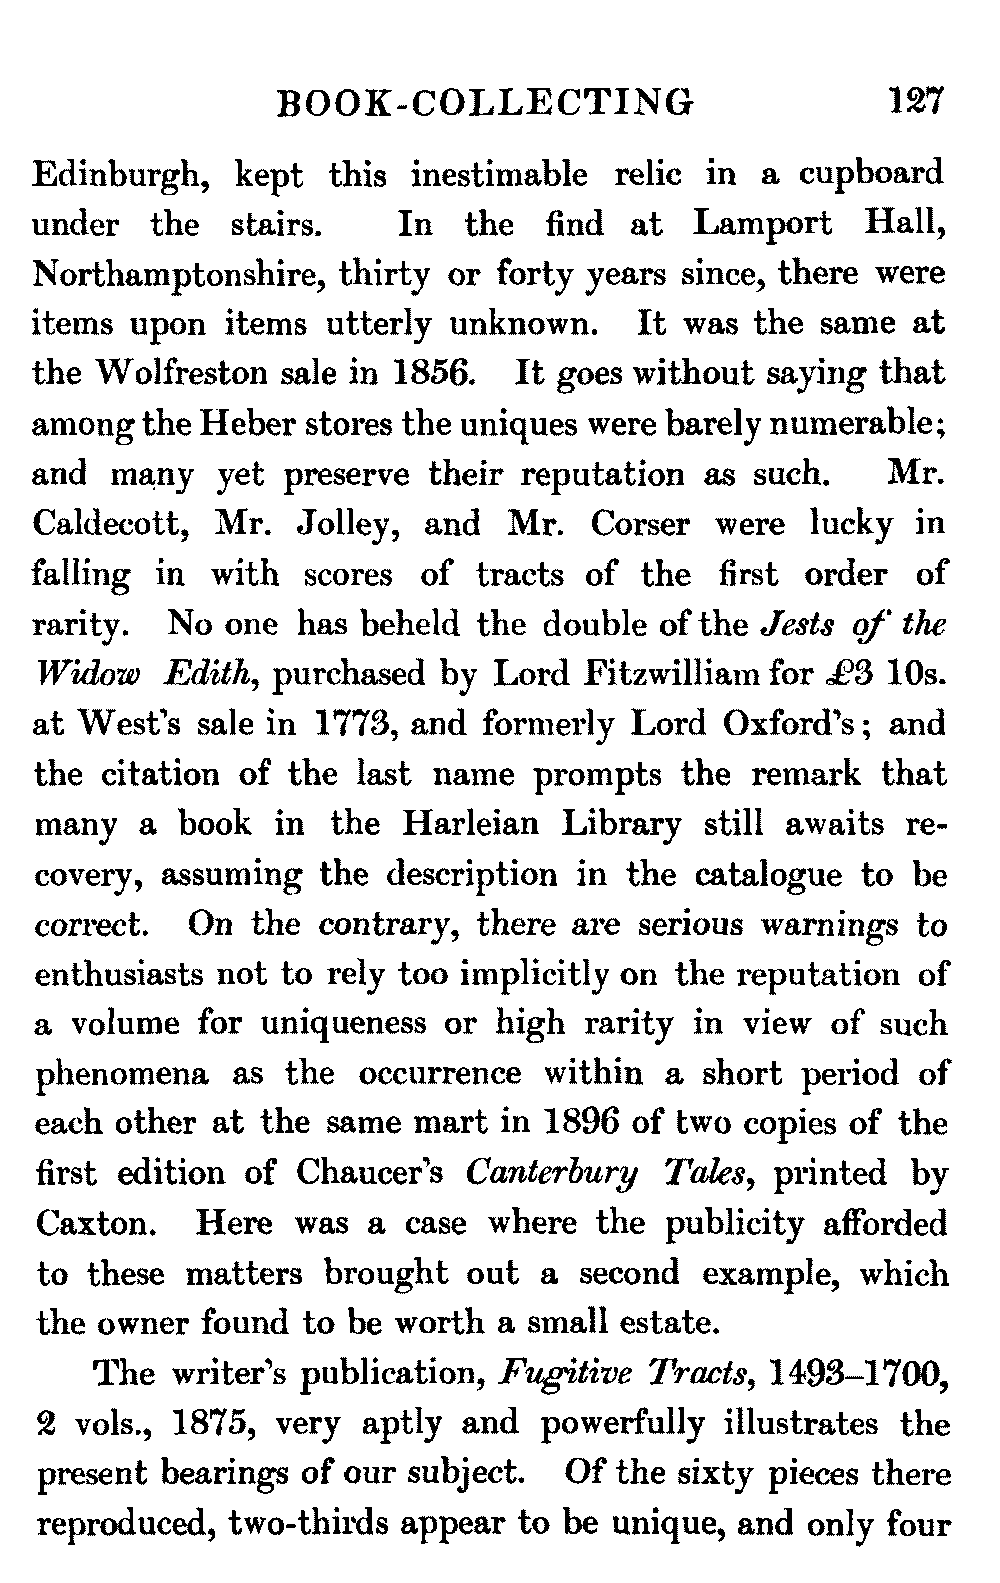 BOOK-COLLECTING 127
Edinburgh, kept this inestimable relic in a cupboard
under the stairs. In the find at Lamport Hall,
Northamptonshire, thirty or forty years since, there were
items upon items utterly unknown. It was the same at
the Wolfreston sale in 1856. It goes without saying that
among the Heber stores the uniques were barely numerable;
and many yet preserve their reputation as such. Mr.
Caldecott, Mr. Jolley, and Mr. Corser were lucky in
falling in with scores of tracts of the first order of
rarity. No one has beheld the double of the Jests of the
Widow Edith, purchased by Lord Fitzwilliam for £3 10s.
at West's sale in 1773, and formerly Lord Oxford's; and
the citation of the last name prompts the remark that
many a book in the Harleian Library still awaits re-
covery, assuming the description in the catalogue to be
correct. On the contrary, there are serious warnings to
enthusiasts not to rely too implicitly on the reputation of
a volume for uniqueness or high rarity in view of such
phenomena as the occurrence within a short period of
each other at the same mart in 1896 of two copies of the
first edition of Chaucer's Canterbury Tales, printed by
Caxton. Here was a case where the publicity afforded
to these matters brought out a second example, which
the owner found to be worth a small estate.
The writer's publication, Fugitive Tracts, 1493–1700,
2 vols., 1875, very aptly and powerfully illustrates the
present bearings of our subject. Of the sixty pieces there
reproduced, two-thirds appear to be unique, and only four